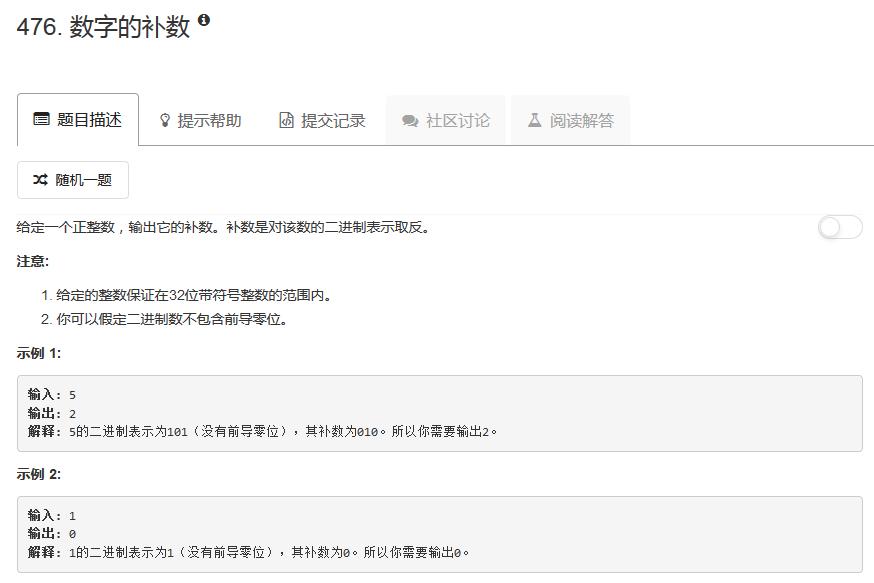 476. 数字的补数
题目描述 提示帮助 提交记录 社区讨论 阅读解答
随机一题
给定一个正整数，输出它的补数。补数是对该数的二进制表示取反。
注意:
1. 给定的整数保证在32位带符号整数的范围内。
2. 你可以假定二进制数不包含前导零位。
示例 1:
输入: 5
输出: 2
解释: 5的二进制表示为101（没有前导零位），其补数为010。所以你需要输出2。
示例 2:
输入: 1
输出: 0
解释: 1的二进制表示为1（没有前导零位），其补数为0。所以你需要输出0。